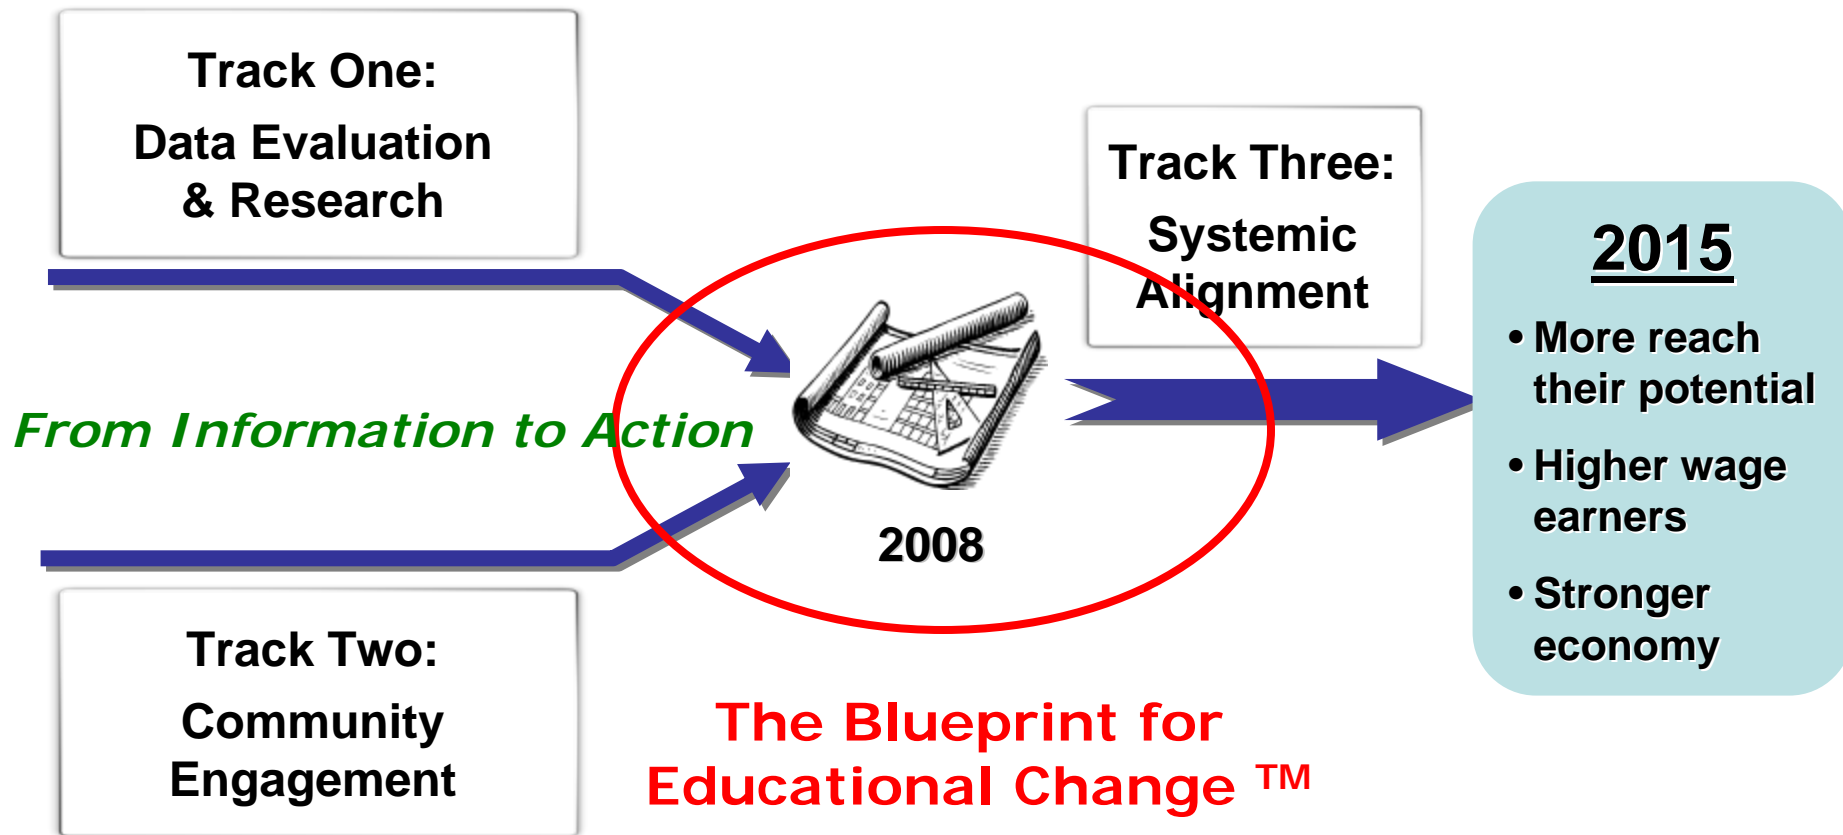 Track One:
Data Evaluation
& Research
From Information to Action
Track Two:
Community
Engagement
2008
The Blueprint for
Educational Change ™
Track Three:
Systemic
Alignment
2015
• More reach
their potential
• Higher wage
earners
• Stronger
economy